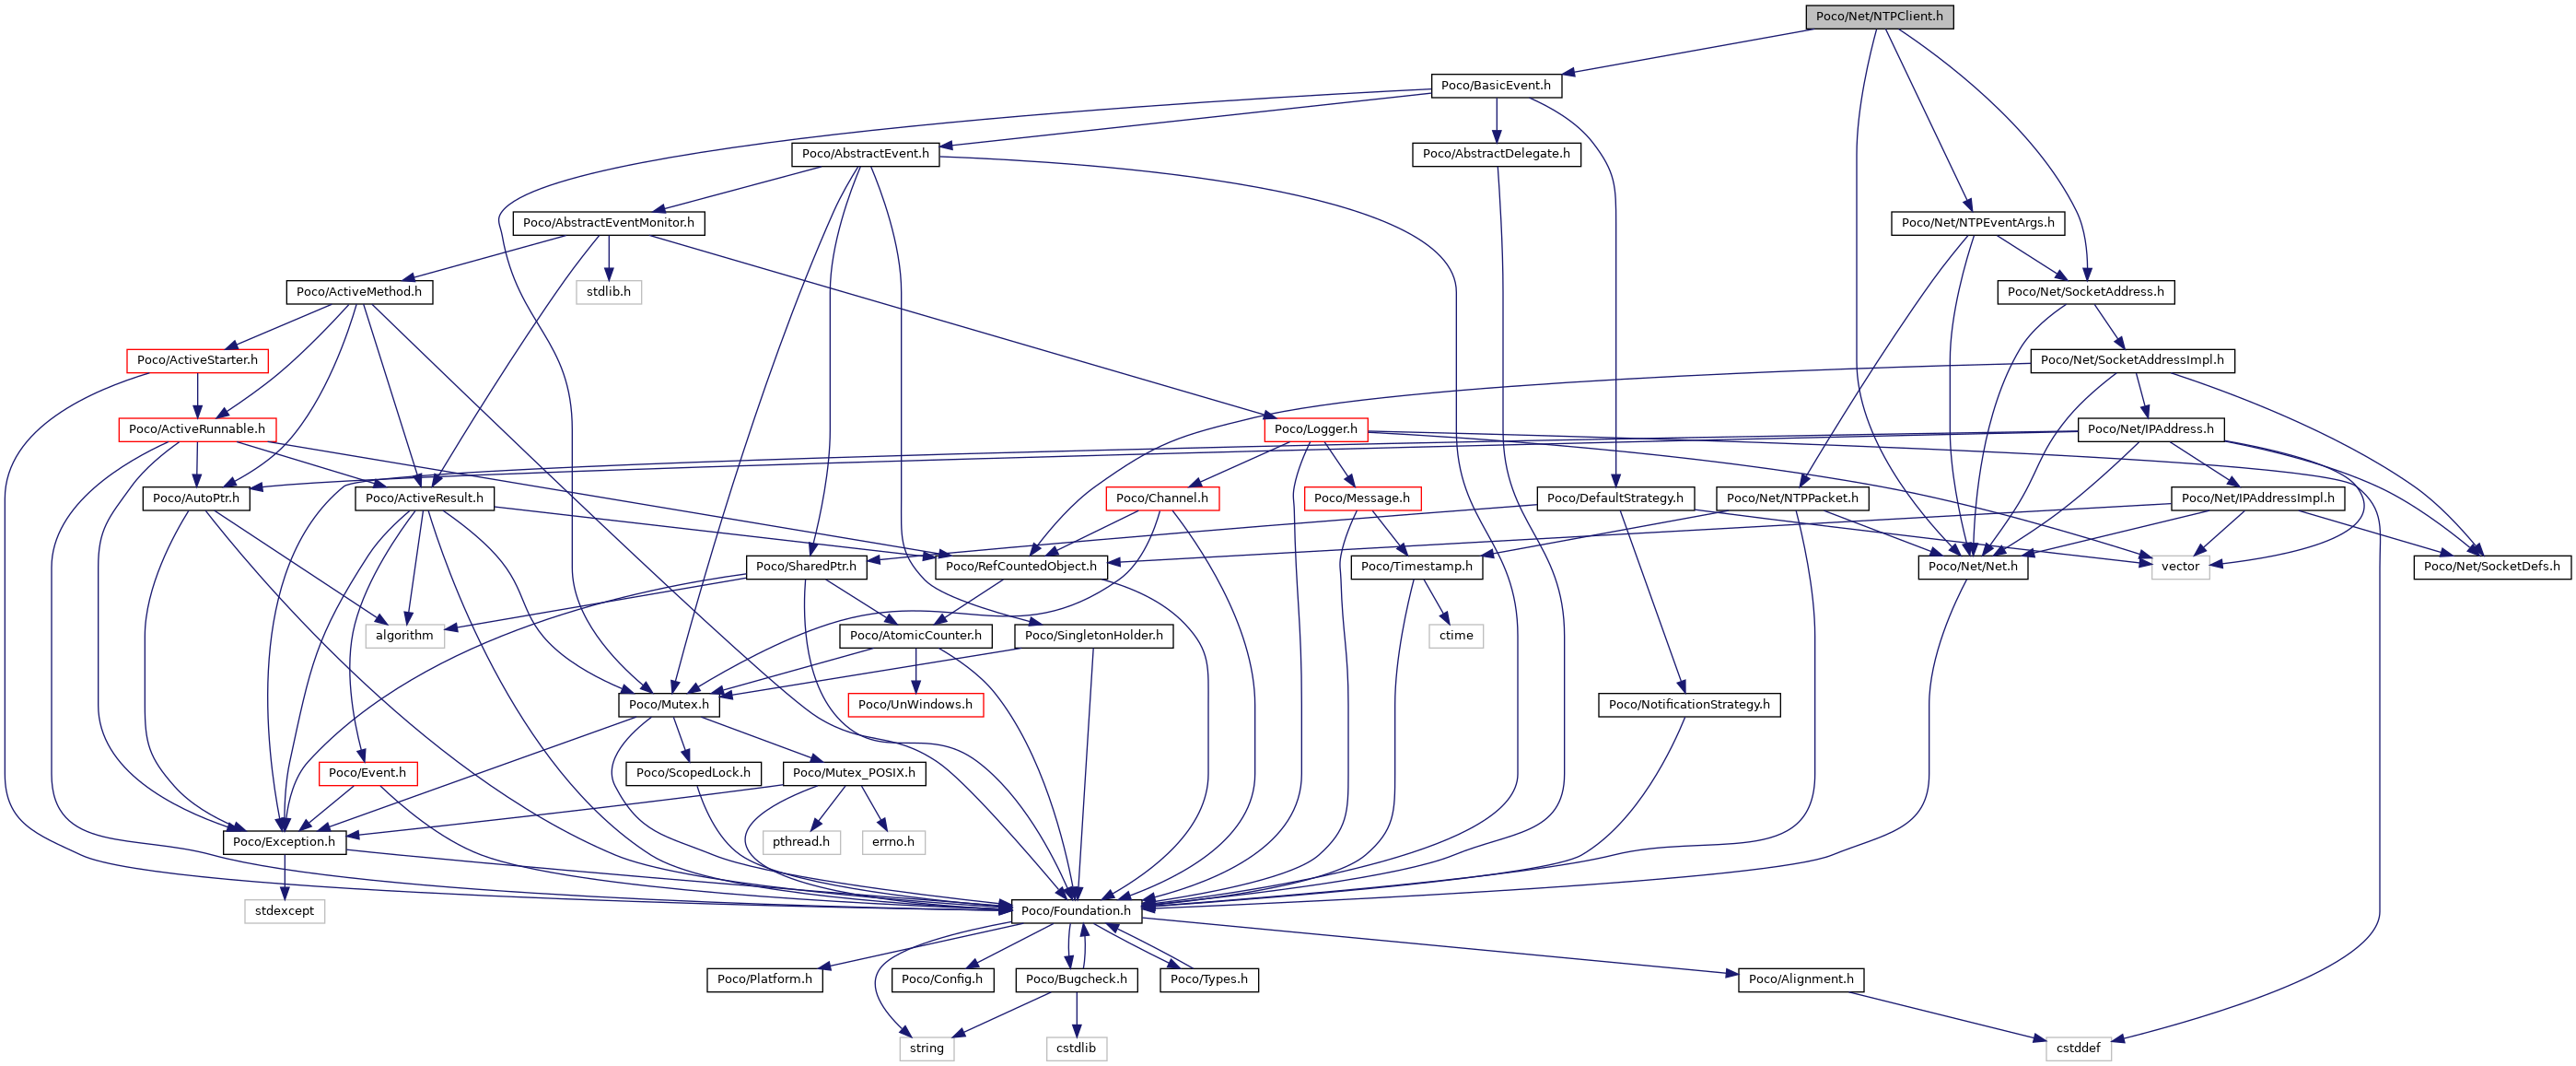 Poco/Net/NTPClient.h
Poco/BasicEvent.h
Poco/AbstractEvent.h
Poco/AbstractDelegate.h
Poco/AbstractEventMonitor.h
Poco/Net/NTPEventArgs.h
Poco/ActiveMethod.h
stdlib.h
Poco/Net/SocketAddress.h
Poco/ActiveStarter.h
Poco/Net/SocketAddressImpl.h
Poco/ActiveRunnable.h
Poco/Logger.h
Poco/Net/IPAddress.h
Poco/AutoPtr.h
Poco/ActiveResult.h
Poco/Channel.h
Poco/Message.h
Poco/DefaultStrategy.h
Poco/Net/NTPPacket.h
Poco/Net/IPAddressImpl.h
Poco/SharedPtr.h
Poco/RefCountedObject.h
Poco/Timestamp.h
Poco/Net/Net.h
vector
Poco/Net/SocketDefs.h
algorithm
Poco/AtomicCounter.h
Poco/SingletonHolder.h
ctime
Poco/Mutex.h
Poco/UnWindows.h
Poco/NotificationStrategy.h
Poco/Event.h
Poco/ScopedLock.h
Poco/Mutex_POSIX.h
Poco/Exception.h
pthread.h
errno.h
stdexcept
Poco/Foundation.h
Poco/Platform.h
Poco/Config.h
Poco/Bugcheck.h
Poco/Types.h
Poco/Alignment.h
string
cstdlib
cstddef